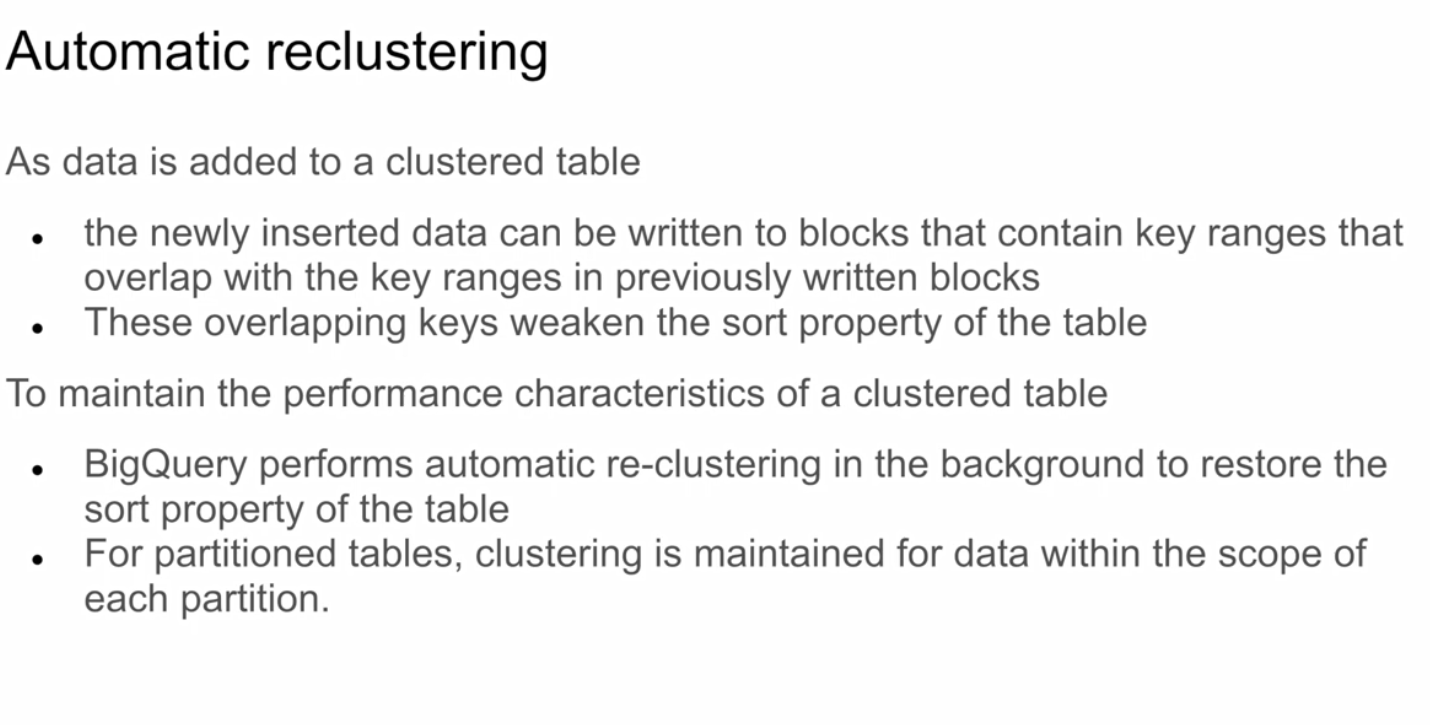 Automatic reclustering
As data is added to a clustered table
● the newly inserted data can be written to blocks that contain key ranges that
overlap with the key ranges in previously written blocks
● These overlapping keys weaken the sort property of the table
To maintain the performance characteristics of a clustered table
● BigQuery performs automatic re-clustering in the background to restore the
sort property of the table
● For partitioned tables, clustering is maintained for data within the scope of
each partition.